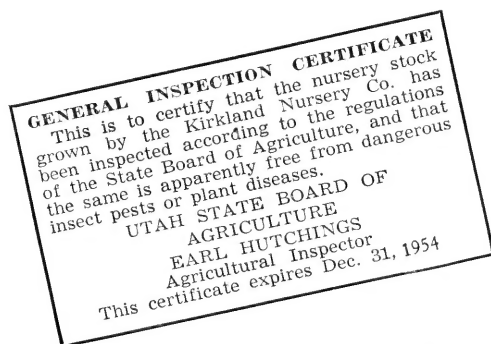 GENERAL INSPECTION CERTIFICATE
This is to certify that the nursery stock
grown by the Kirkland Nursery Co. has
been inspected according to the regulations
of the State Board of Agriculture, and that
the same is apparently free from dangerous
insect pests or plant diseases.
UTAH STATE BOARD OF
AGRICULTURE
EARL HUTCHINGS
Agricultural Inspector
This certificate expires Dec. 31, 1954